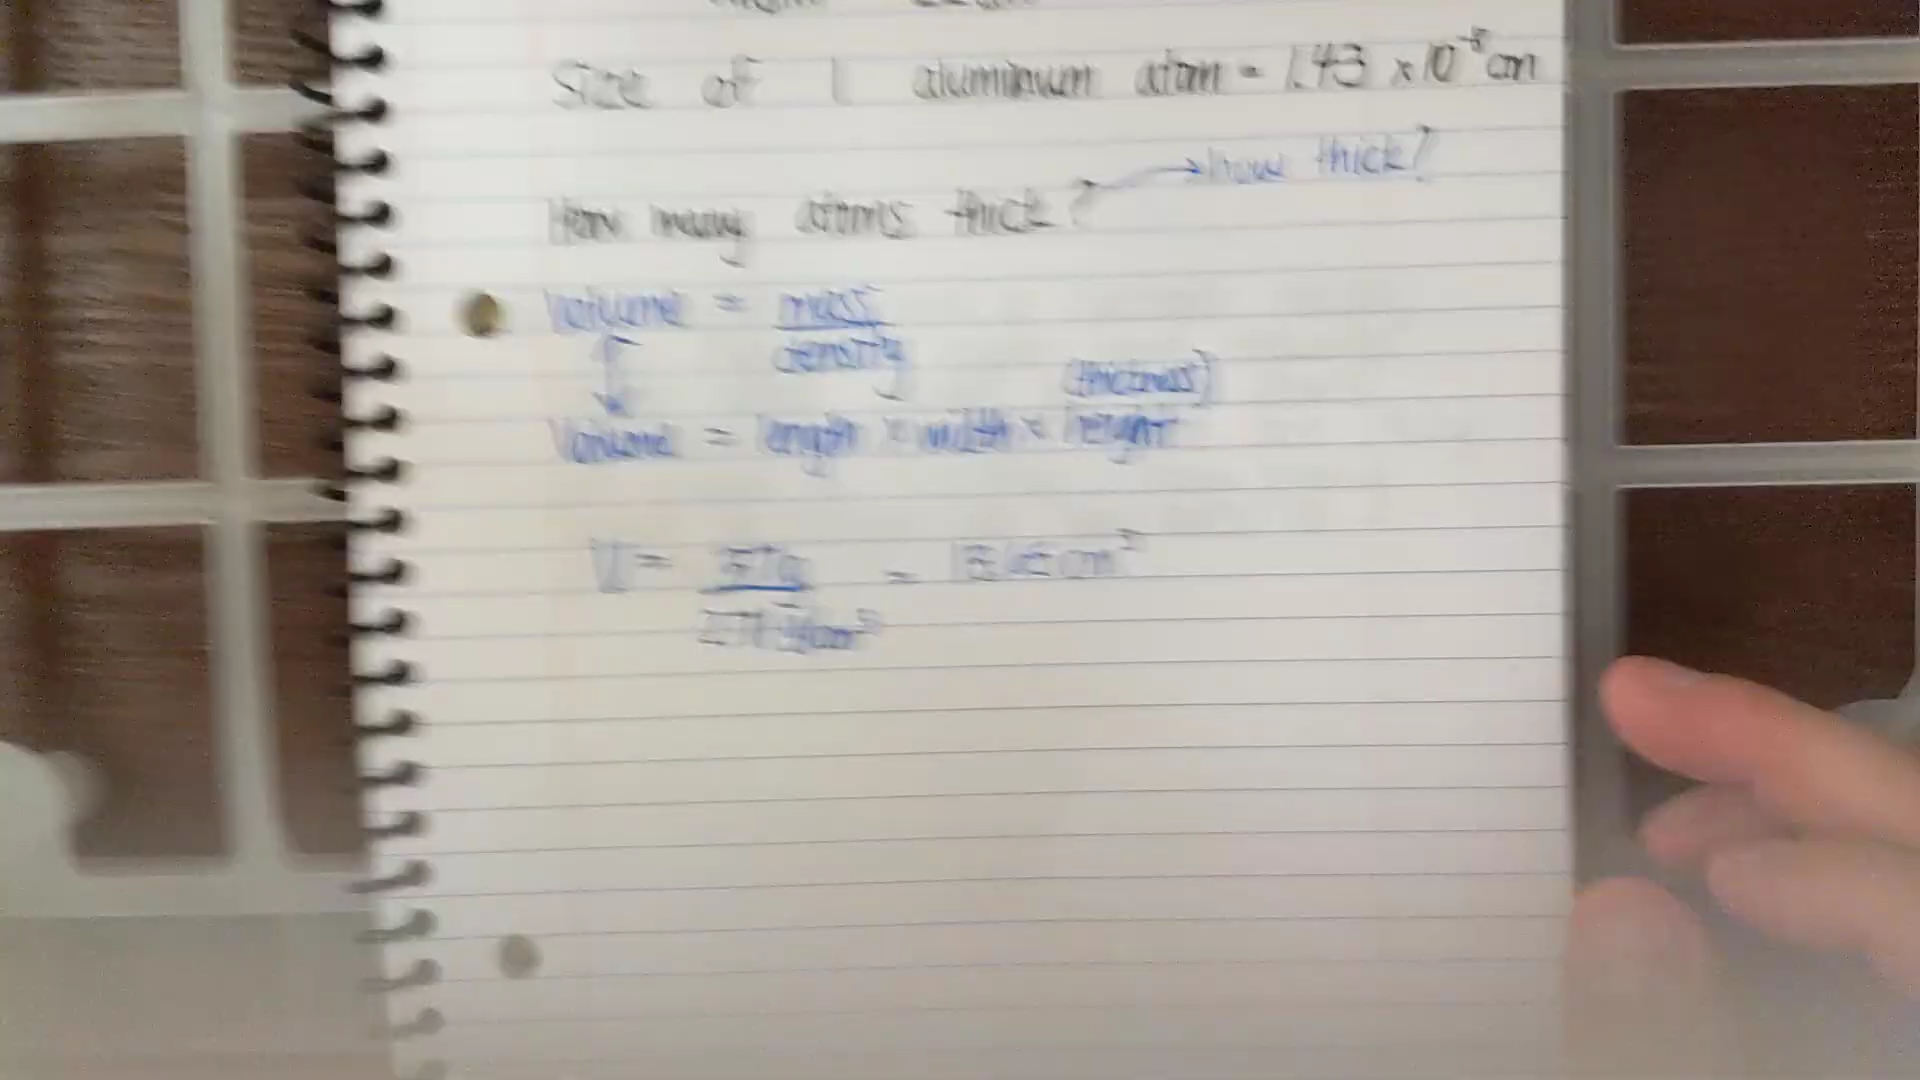 Size of 1 aluminum atom = 1.43 x 10^-8 cm
→ how thick?
How many atoms thick?
Volume = mass
density
(thickness)
Volume = length x width x height
V = =